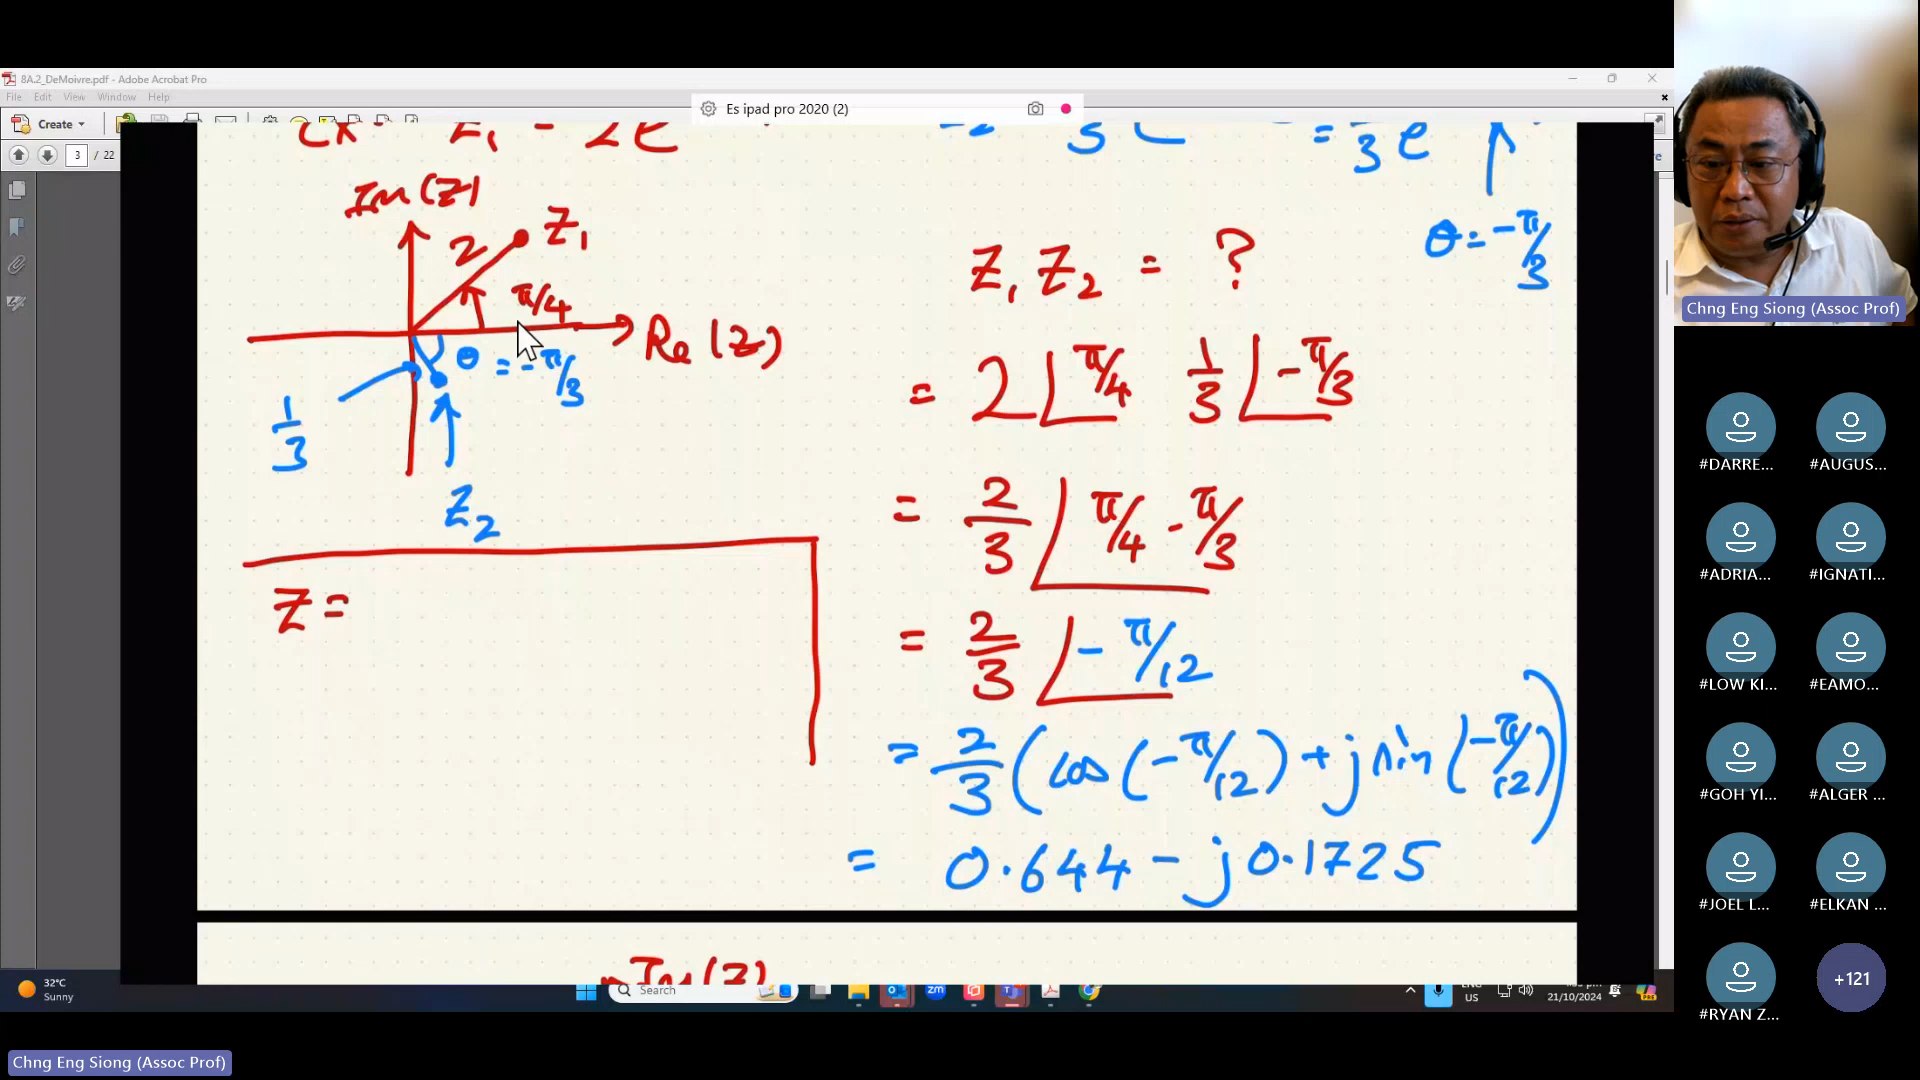 8A.2_DeMoivre.pdf - Adobe Acrobat Pro
File Edit View Window Help
Create
3 / 22
Es ipad pro 2020 (2)
Im(z)
z₁
2
π/4
Re(z)
θ = -π/3
1/3
z₂
z =
θ = -π/3
z₁ z₂ = ?
= 2∠π/4 1/3∠-π/3
= 2/3∠π/4 - π/3
= 2/3∠-π/12
= 2/3(cos(-π/12) + j sin(-π/12))
= 0.644 - j0.1725
Im(z)
32°C
Sunny
Search
zm
US
21/10/2024
Chng Eng Siong (Assoc Prof)
#DARRE...
#AUGUS...
#ADRIA...
#IGNATI...
#LOW KI...
#EAMO...
#GOH YI...
#ALGER ...
#JOEL L...
#ELKAN ...
#RYAN Z...
+121
Chng Eng Siong (Assoc Prof)